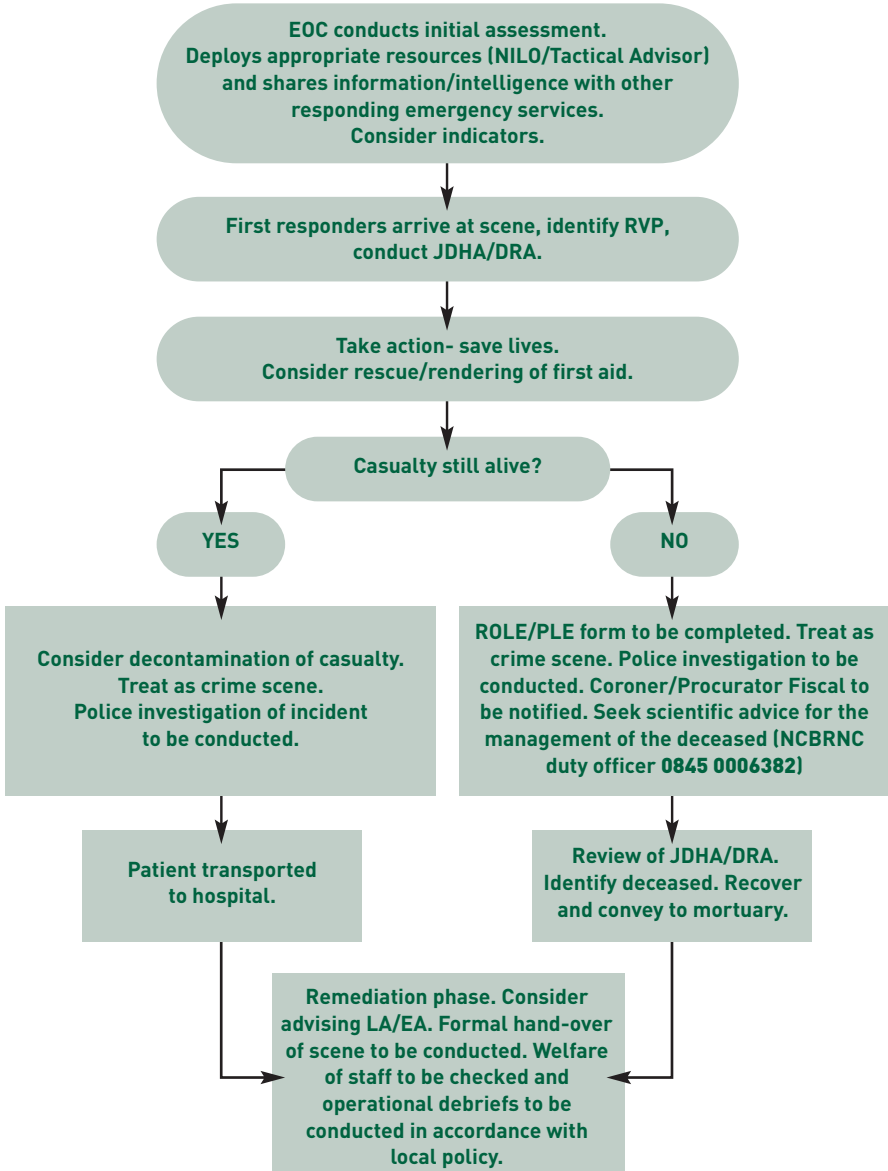 EOC conducts initial assessment.
Deploys appropriate resources (NILO/Tactical Advisor)
and shares information/intelligence with other
responding emergency services.
Consider indicators.
First responders arrive at scene, identify RVP,
conduct JDHA/DRA.
Take action- save lives.
Consider rescue/rendering of first aid.
Casualty still alive?
YES
NO
Consider decontamination of casualty.
Treat as crime scene.
Police investigation of incident
to be conducted.
ROLE/PLE form to be completed. Treat as
crime scene. Police investigation to be
conducted. Coroner/Procurator Fiscal to
be notified. Seek scientific advice for the
management of the deceased (NCBRNC
duty officer 0845 0006382)
Patient transported
to hospital.
Review of JDHA/DRA.
Identify deceased. Recover
and convey to mortuary.
Remediation phase. Consider
advising LA/EA. Formal hand-over
of scene to be conducted. Welfare
of staff to be checked and
operational debriefs to be
conducted in accordance with
local policy.